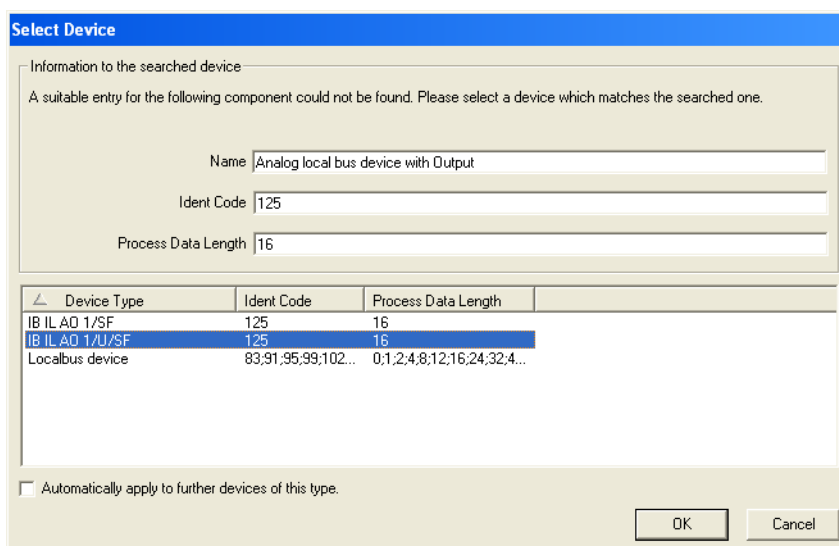 Select Device
Information to the searched device
A suitable entry for the following component could not be found. Please select a device which matches the searched one.
Name Analog local bus device with Output
Ident Code 125
Process Data Length 16
Device Type Ident Code Process Data Length
IB IL AO 1/SF 125 16
IB IL AO 1/U/SF 125 16
Localbus device 83;91;95;99;102... 0;1;2;4;8;12;16;24;32;4...
Automatically apply to further devices of this type.
OK Cancel